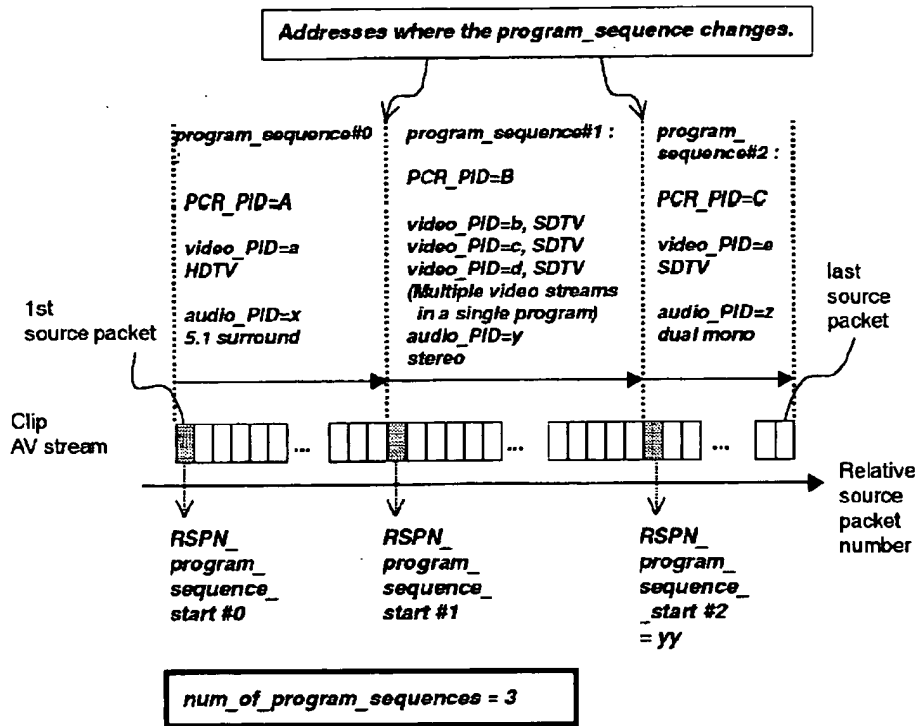 Addresses where the program_sequence changes.
program_sequence#0
:
PCR_PID=A
video_PID=a
HDTV
audio_PID=x
5.1 surround
program_sequence#1 :
PCR_PID=B
video_PID=b, SDTV
video_PID=c, SDTV
video_PID=d, SDTV
(Multiple video streams
in a single program)
audio_PID=y
stereo
program_
sequence#2 :
PCR_PID=C
video_PID=e
SDTV
audio_PID=z
dual mono
1st
source packet
last
source
packet
Clip
AV stream
...
...
...
Relative
source
packet
number
RSPN_
program_
sequence_
start #0
RSPN_
program_
sequence_
start #1
RSPN_
program_
sequence_
_start #2
= yy
num_of_program_sequences = 3